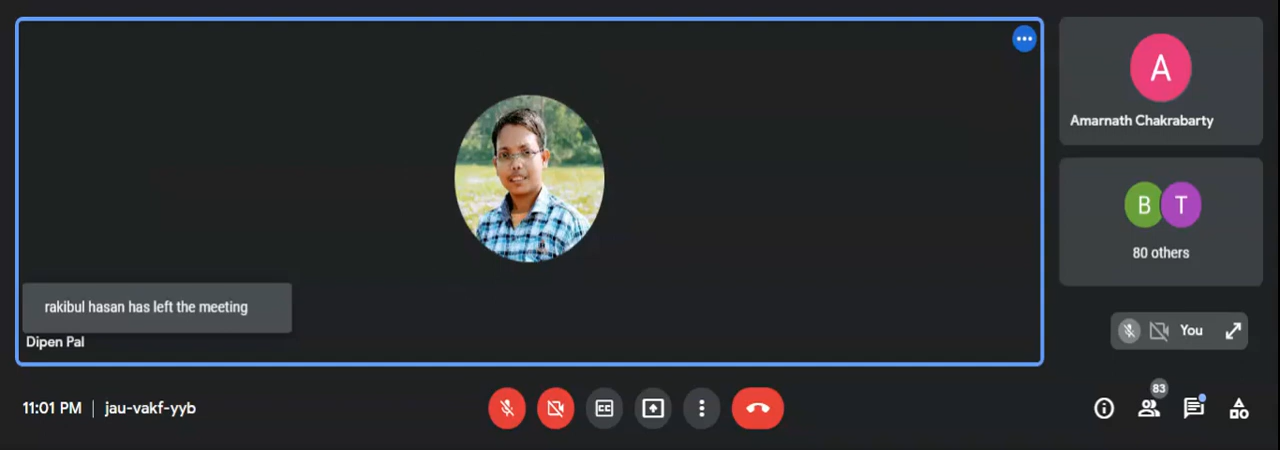 A
Amarnath Chakrabarty
B T
80 others
rakibul hasan has left the meeting
Dipen Pal
You
11:01 PM | jau-vakf-yyb
CC
83